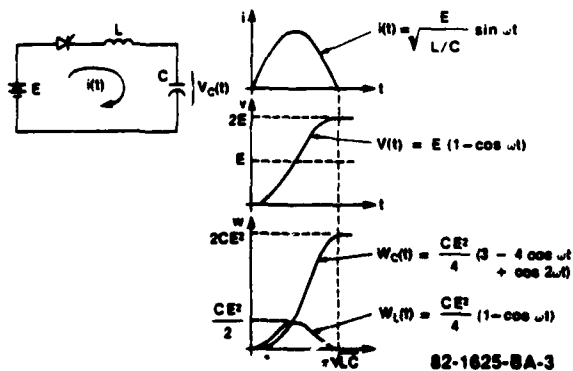 L
E
i(t)
C
V_C(t)
i
i(t) = E / √(L/C) sin ωt
t
v
2E
E
V(t) = E (1-cos ωt)
t
w
2CE²
W_C(t) = CE²/4 (3 - 4 cos ωt
+ cos 2ωt)
CE²/2
W_L(t) = CE²/4 (1-cos ωt)
π√LC
82-1625-BA-3